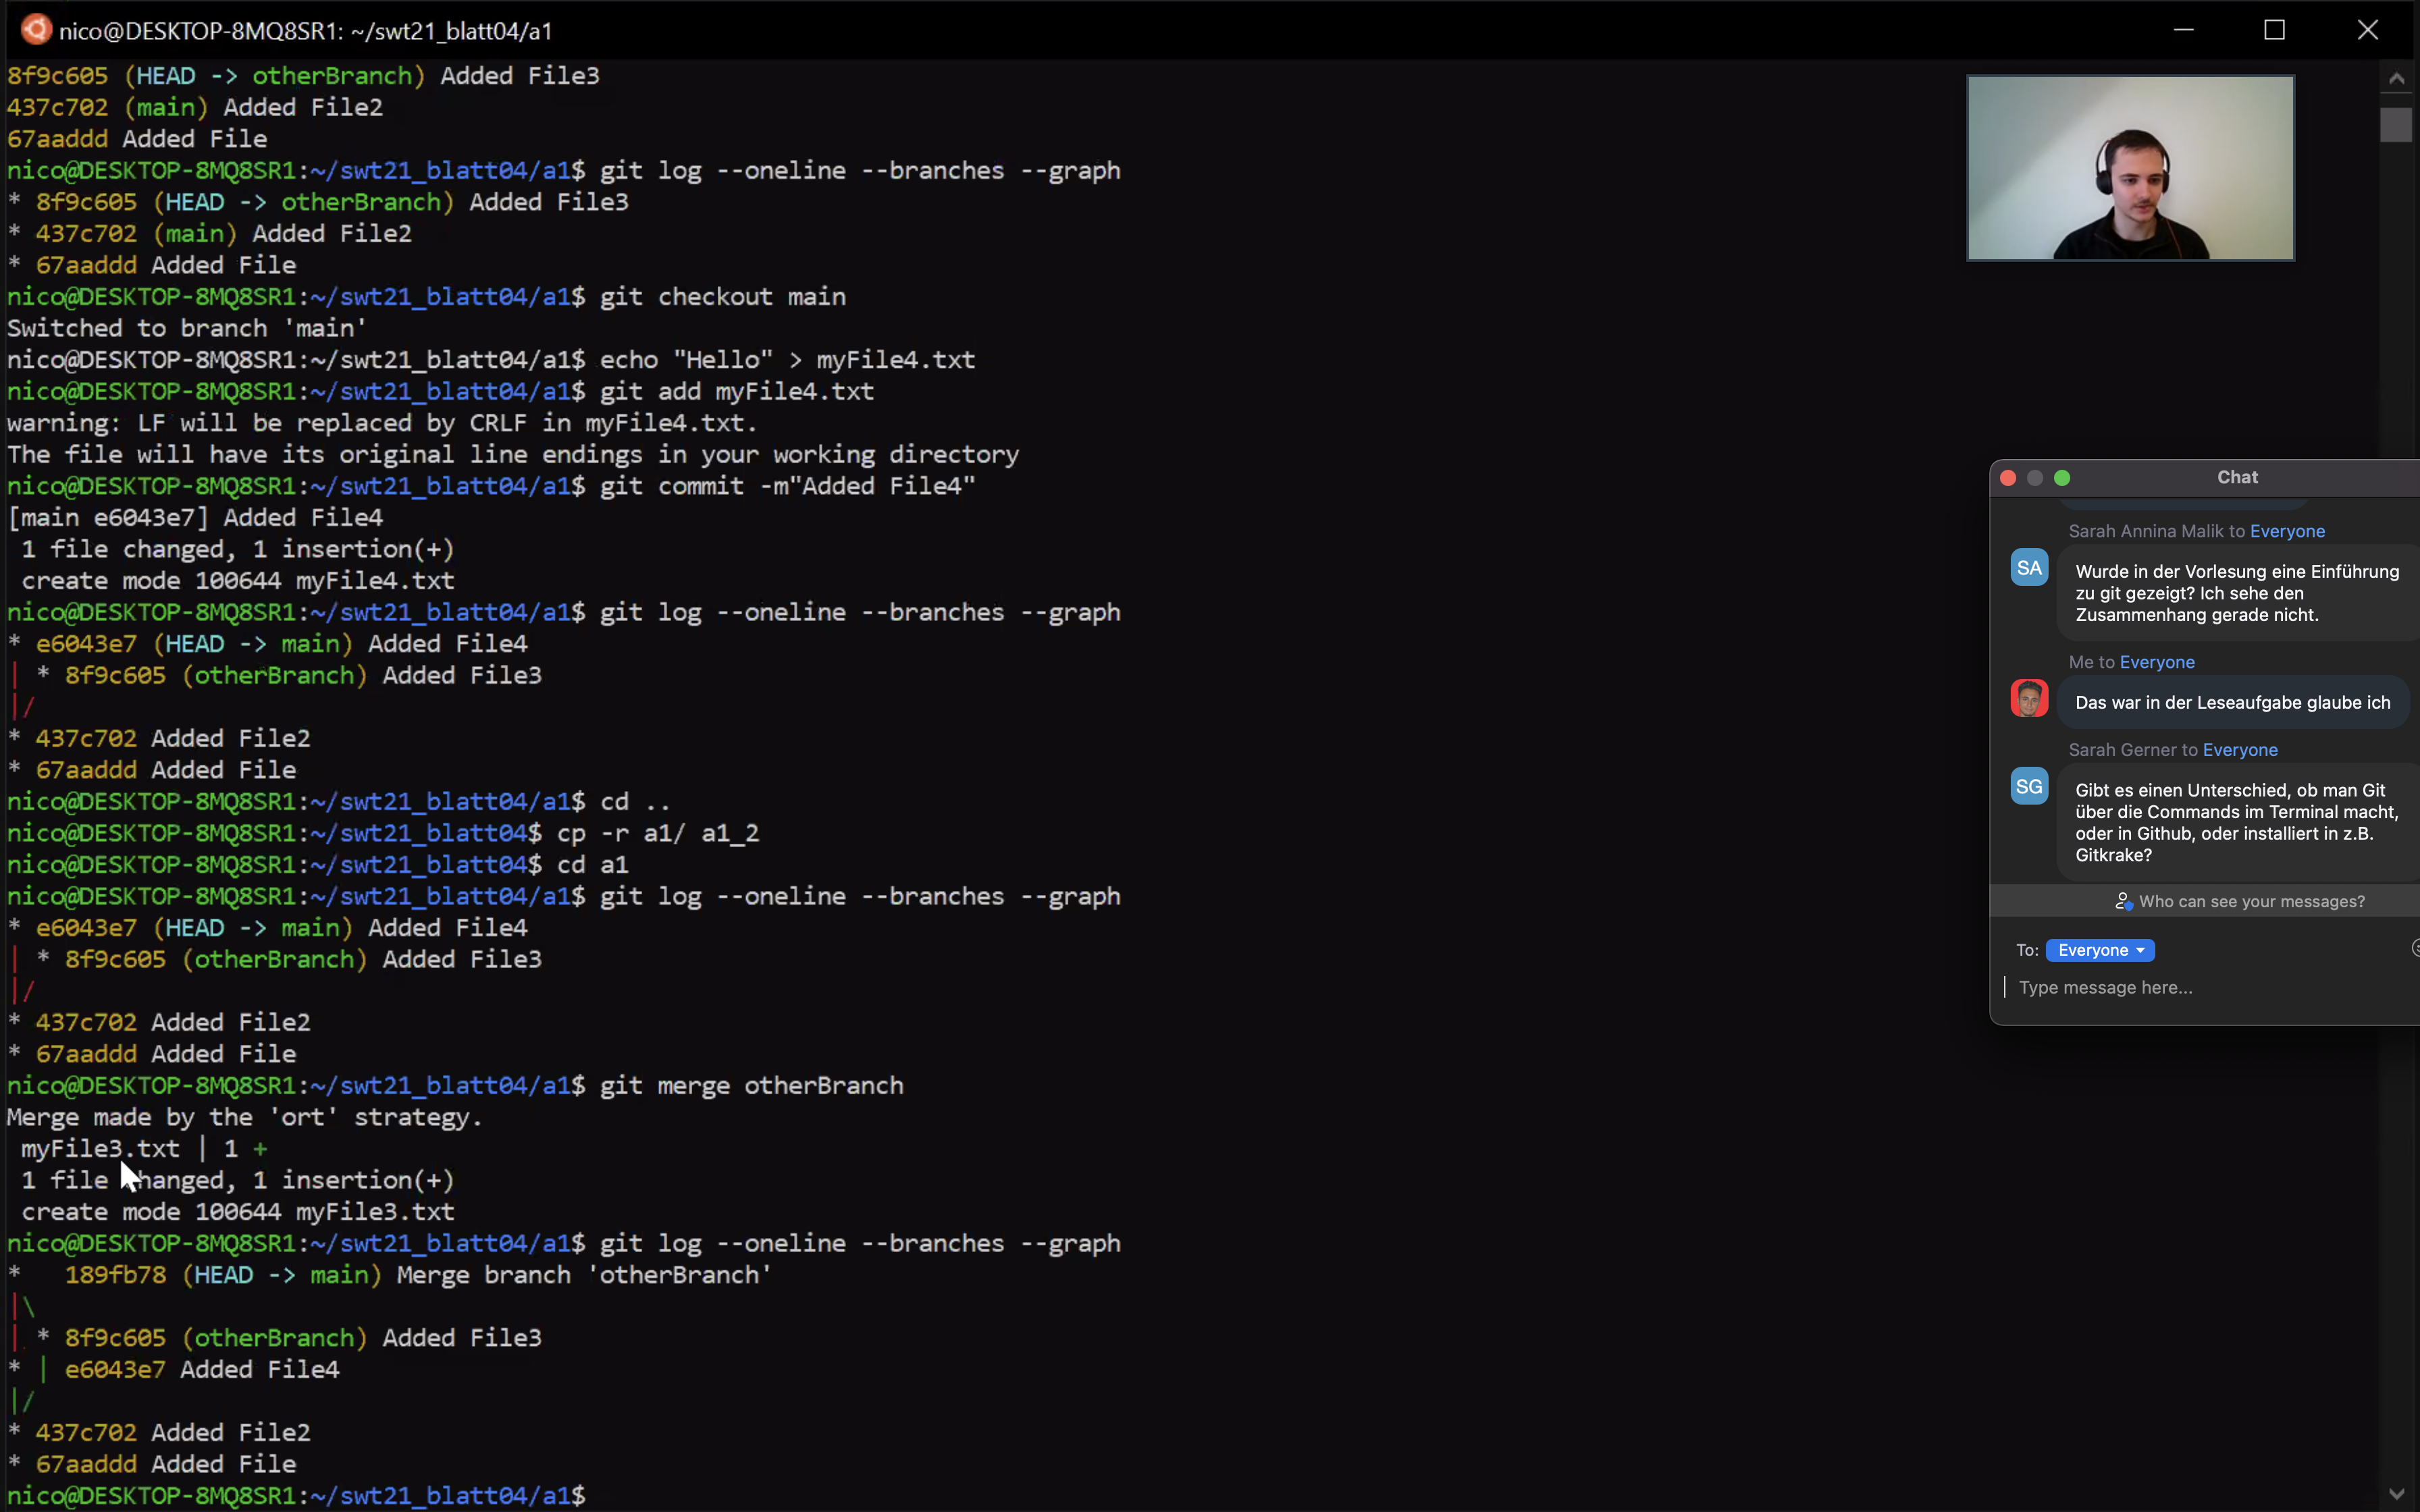 nico@DESKTOP-8MQ8SR1: ~/swt21_blatt04/a1
8f9c605 (HEAD -> otherBranch) Added File3
437c702 (main) Added File2
67aaddd Added File
nico@DESKTOP-8MQ8SR1:~/swt21_blatt04/a1$ git log --oneline --branches --graph
* 8f9c605 (HEAD -> otherBranch) Added File3
* 437c702 (main) Added File2
* 67aaddd Added File
nico@DESKTOP-8MQ8SR1:~/swt21_blatt04/a1$ git checkout main
Switched to branch 'main'
nico@DESKTOP-8MQ8SR1:~/swt21_blatt04/a1$ echo "Hello" > myFile4.txt
nico@DESKTOP-8MQ8SR1:~/swt21_blatt04/a1$ git add myFile4.txt
warning: LF will be replaced by CRLF in myFile4.txt.
The file will have its original line endings in your working directory
nico@DESKTOP-8MQ8SR1:~/swt21_blatt04/a1$ git commit -m"Added File4"
[main e6043e7] Added File4
 1 file changed, 1 insertion(+)
 create mode 100644 myFile4.txt
nico@DESKTOP-8MQ8SR1:~/swt21_blatt04/a1$ git log --oneline --branches --graph
* e6043e7 (HEAD -> main) Added File4
| * 8f9c605 (otherBranch) Added File3
|/
* 437c702 Added File2
* 67aaddd Added File
nico@DESKTOP-8MQ8SR1:~/swt21_blatt04/a1$ cd ..
nico@DESKTOP-8MQ8SR1:~/swt21_blatt04$ cp -r a1/ a1_2
nico@DESKTOP-8MQ8SR1:~/swt21_blatt04$ cd a1
nico@DESKTOP-8MQ8SR1:~/swt21_blatt04/a1$ git log --oneline --branches --graph
* e6043e7 (HEAD -> main) Added File4
| * 8f9c605 (otherBranch) Added File3
|/
* 437c702 Added File2
* 67aaddd Added File
nico@DESKTOP-8MQ8SR1:~/swt21_blatt04/a1$ git merge otherBranch
Merge made by the 'ort' strategy.
 myFile3.txt | 1 +
 1 file changed, 1 insertion(+)
 create mode 100644 myFile3.txt
nico@DESKTOP-8MQ8SR1:~/swt21_blatt04/a1$ git log --oneline --branches --graph
*   189fb78 (HEAD -> main) Merge branch 'otherBranch'
|\
| * 8f9c605 (otherBranch) Added File3
* | e6043e7 Added File4
|/
* 437c702 Added File2
* 67aaddd Added File
nico@DESKTOP-8MQ8SR1:~/swt21_blatt04/a1$
Chat
Sarah Annina Malik to Everyone
SA
Wurde in der Vorlesung eine Einführung
zu git gezeigt? Ich sehe den
Zusammenhang gerade nicht.
Me to Everyone
Das war in der Leseaufgabe glaube ich
Sarah Gerner to Everyone
SG
Gibt es einen Unterschied, ob man Git
über die Commands im Terminal macht,
oder in Github, oder installiert in z.B.
Gitkrake?
Who can see your messages?
To: Everyone
Type message here...